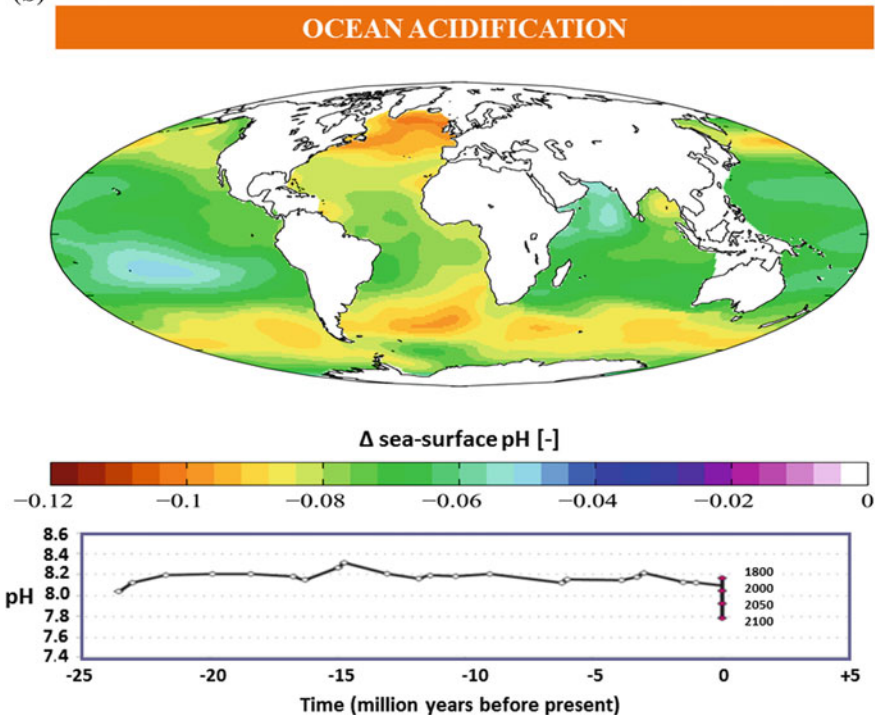 OCEAN ACIDIFICATION
Δ sea-surface pH [-]
−0.12 −0.1 −0.08 −0.06 −0.04 −0.02 0
8.6
8.4
8.2
8.0
7.8
7.6
7.4
pH
1800
2000
2050
2100
-25 -20 -15 -10 -5 0 +5
Time (million years before present)